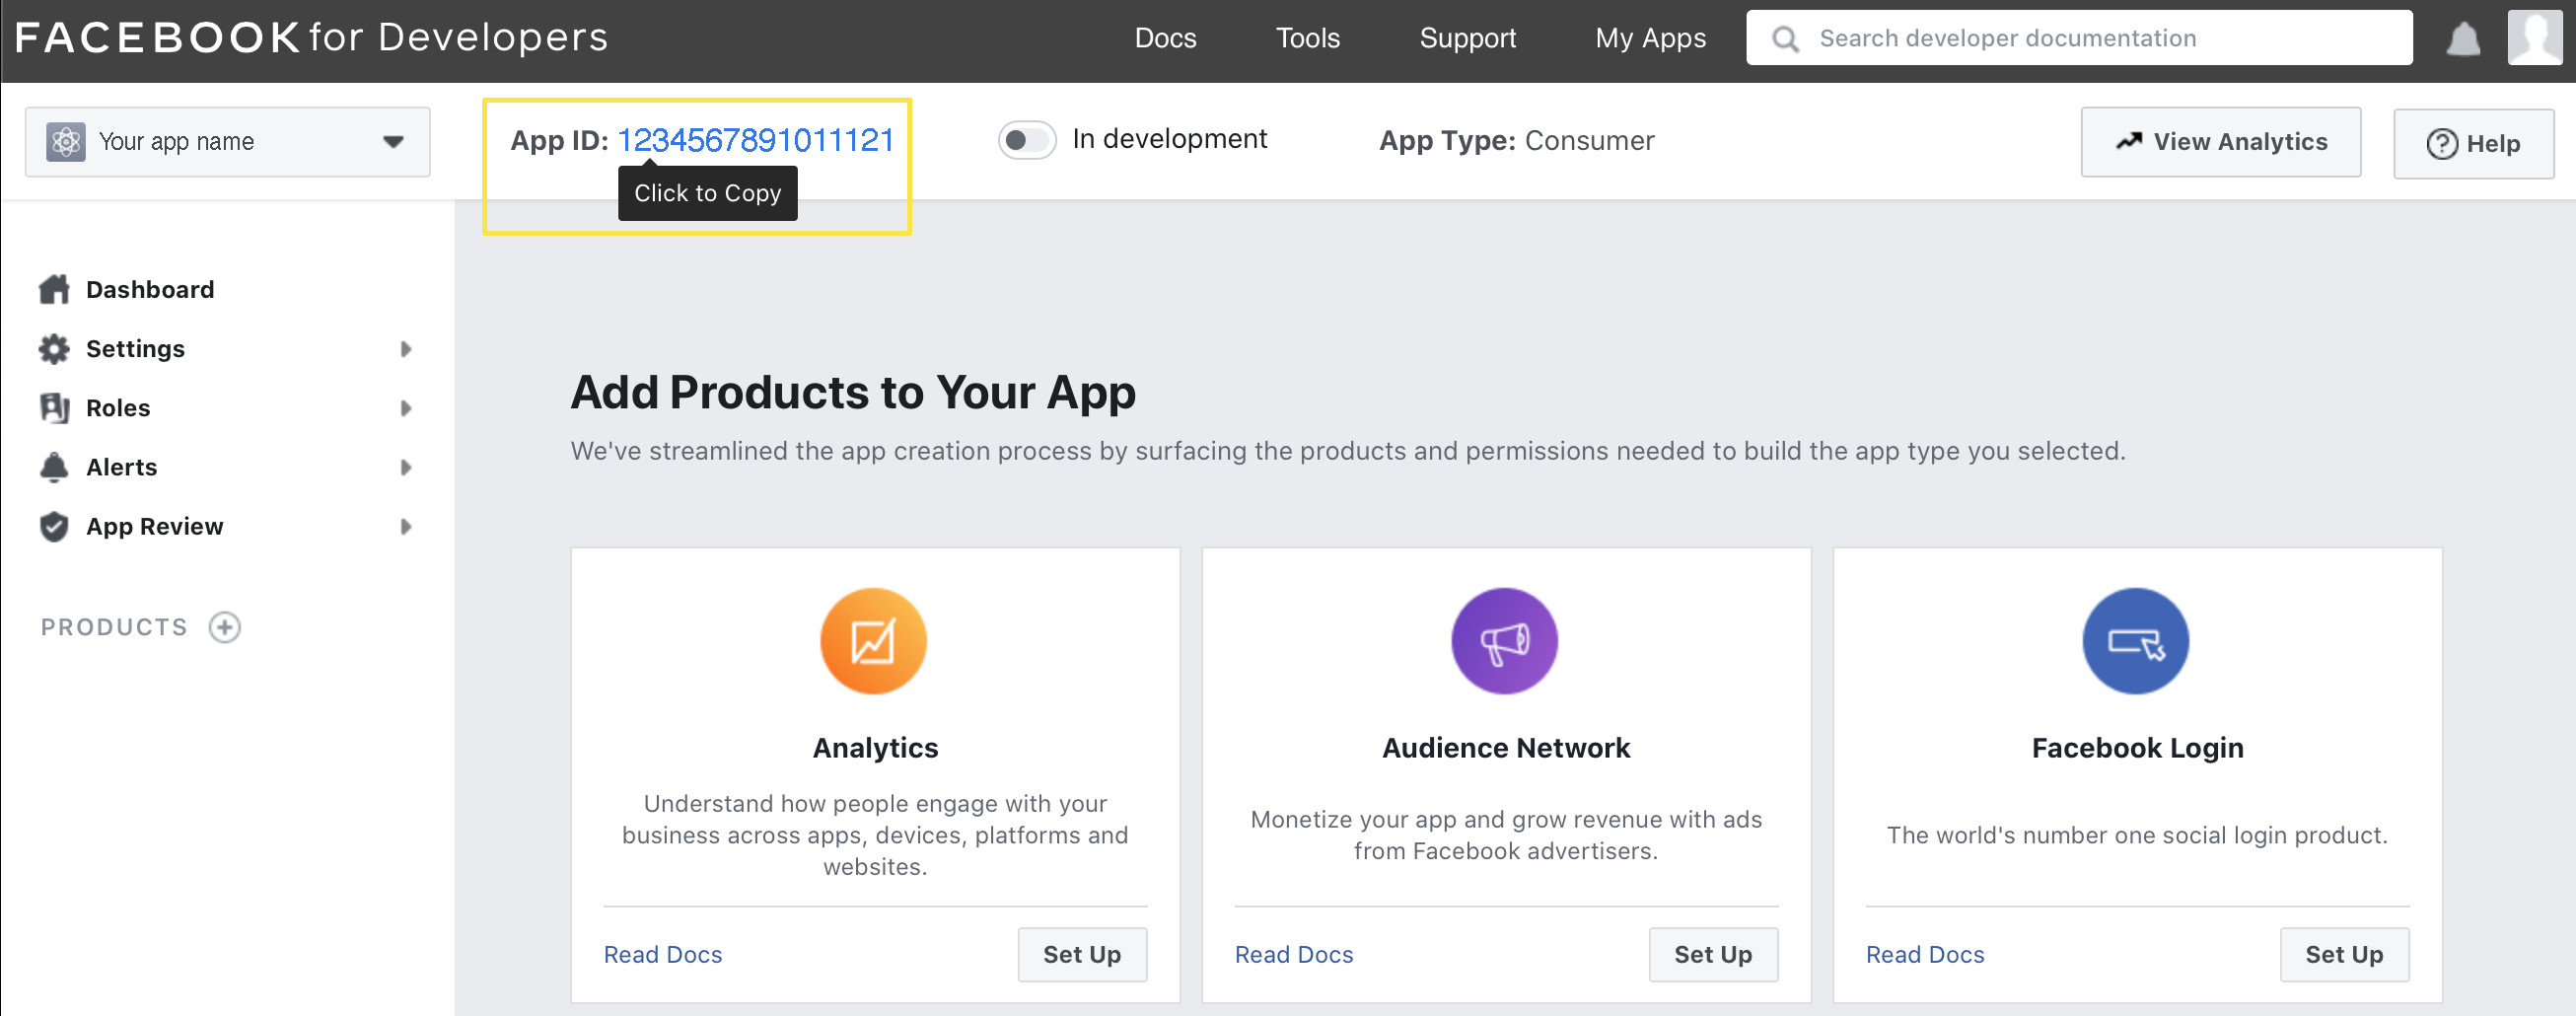 FACEBOOK for Developers
Docs
Tools
Support
My Apps
Search developer documentation
Your app name
App ID: 1234567891011121
Click to Copy
In development
App Type: Consumer
View Analytics
Help
Dashboard
Settings
Roles
Alerts
App Review
PRODUCTS
Add Products to Your App
We've streamlined the app creation process by surfacing the products and permissions needed to build the app type you selected.
Analytics
Understand how people engage with your
business across apps, devices, platforms and
websites.
Read Docs
Set Up
Audience Network
Monetize your app and grow revenue with ads
from Facebook advertisers.
Read Docs
Set Up
Facebook Login
The world's number one social login product.
Read Docs
Set Up